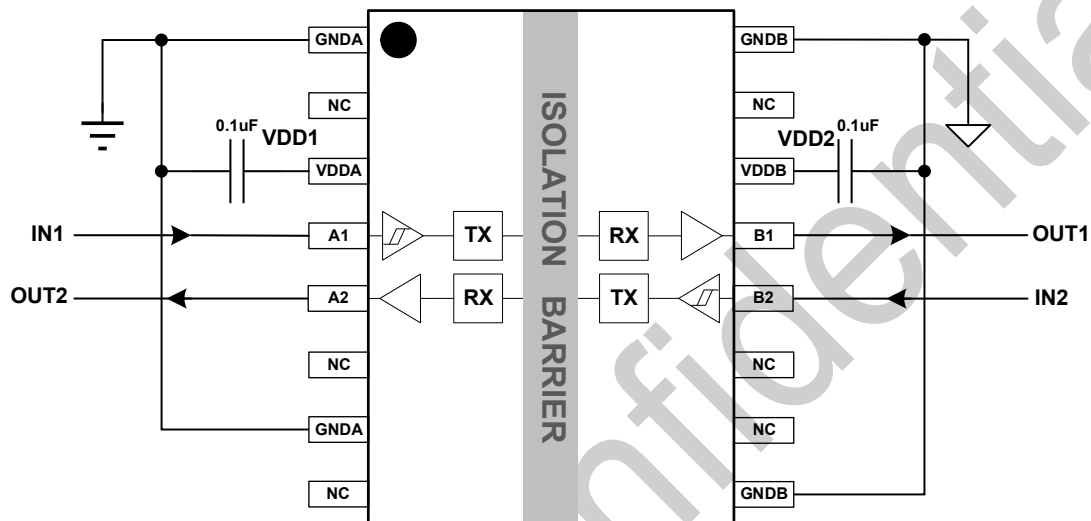 GNDA
GNDB
NC
NC
0.1uF
VDD1
VDD2
0.1uF
VDDA
VDDB
IN1
A1
TX
RX
B1
OUT1
OUT2
A2
RX
TX
B2
IN2
ISOLATION BARRIER
NC
NC
GNDA
NC
NC
GNDB